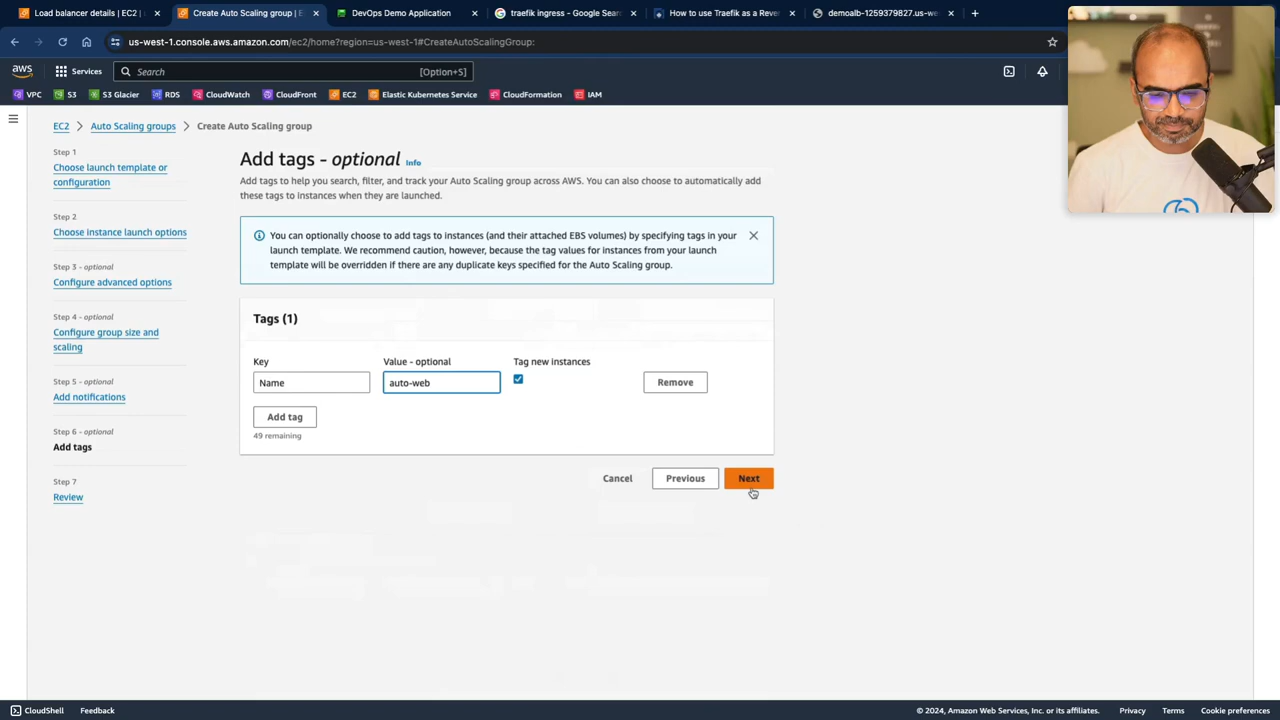 Load balancer details | EC2 |
Create Auto Scaling group | E
DevOps Demo Application
traefik ingress - Google Searc
How to use Traefik as a Rever
demoalb-1259379827.us-we
us-west-1.console.aws.amazon.com/ec2/home?region=us-west-1#CreateAutoScalingGroup:
aws
Services
Search
[Option+S]
VPC
S3
S3 Glacier
RDS
CloudWatch
CloudFront
EC2
Elastic Kubernetes Service
CloudFormation
IAM
EC2
Auto Scaling groups
Create Auto Scaling group
Step 1
Choose launch template or
configuration
Step 2
Choose instance launch options
Step 3 - optional
Configure advanced options
Step 4 - optional
Configure group size and
scaling
Step 5 - optional
Add notifications
Step 6 - optional
Add tags
Step 7
Review
Add tags - optional Info
Add tags to help you search, filter, and track your Auto Scaling group across AWS. You can also choose to automatically add
these tags to instances when they are launched.
You can optionally choose to add tags to instances (and their attached EBS volumes) by specifying tags in your
launch template. We recommend caution, however, because the tag values for instances from your launch
template will be overridden if there are any duplicate keys specified for the Auto Scaling group.
Tags (1)
Key
Value - optional
Tag new instances
Name
auto-web
Remove
Add tag
49 remaining
Cancel
Previous
Next
CloudShell
Feedback
© 2024, Amazon Web Services, Inc. or its affiliates.
Privacy
Terms
Cookie preferences